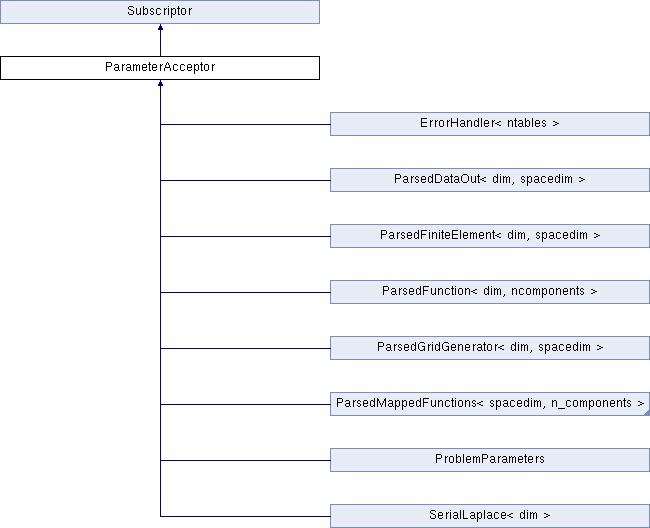 Subscriptor
ParameterAcceptor
ErrorHandler< ntables >
ParsedDataOut< dim, spacedim >
ParsedFiniteElement< dim, spacedim >
ParsedFunction< dim, ncomponents >
ParsedGridGenerator< dim, spacedim >
ParsedMappedFunctions< spacedim, n_components >
ProblemParameters
SerialLaplace< dim >